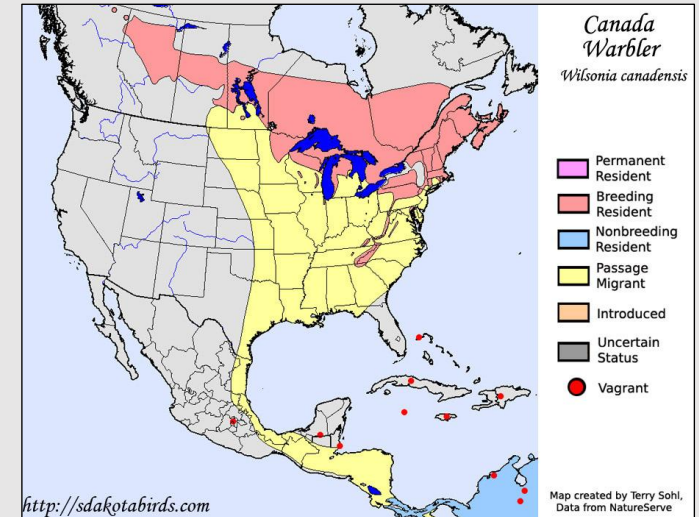 Canada
Warbler
Wilsonia canadensis
Permanent
Resident
Breeding
Resident
Nonbreeding
Resident
Passage
Migrant
Introduced
Uncertain
Status
Vagrant
http://sdakotabirds.com
Map created by Terry Sohl,
Data from NatureServe